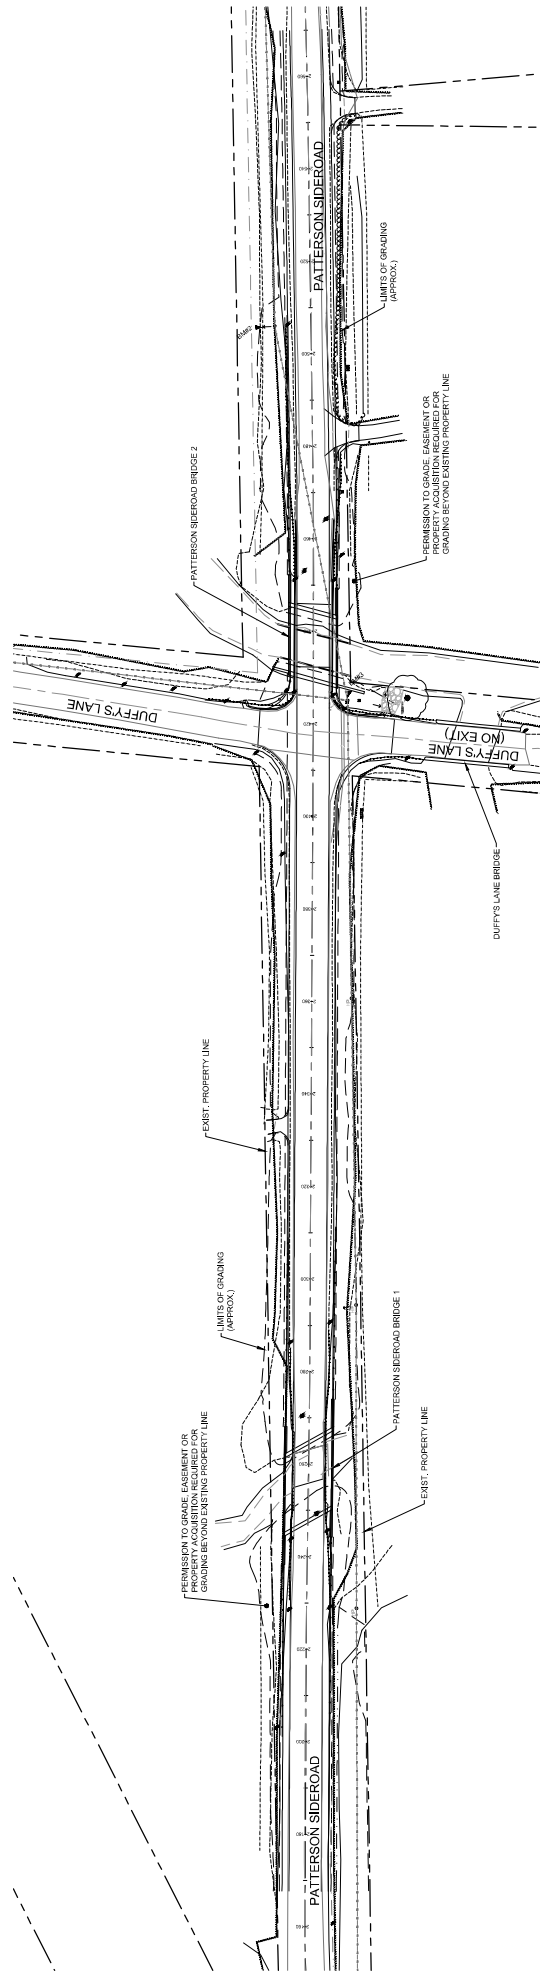 PATTERSON SIDEROAD
LIMITS OF GRADING
(APPROX.)
PERMISSION TO GRADE, EASEMENT OR
PROPERTY ACQUISITION REQUIRED FOR
GRADING BEYOND EXISTING PROPERTY LINE
PATTERSON SIDEROAD BRIDGE 2
DUFFY'S LANE
DUFFY'S LANE
(NO EXIT)
DUFFY'S LANE BRIDGE
EXIST. PROPERTY LINE
LIMITS OF GRADING
(APPROX.)
PERMISSION TO GRADE, EASEMENT OR
PROPERTY ACQUISITION REQUIRED FOR
GRADING BEYOND EXISTING PROPERTY LINE
PATTERSON SIDEROAD BRIDGE 1
EXIST. PROPERTY LINE
PATTERSON SIDEROAD